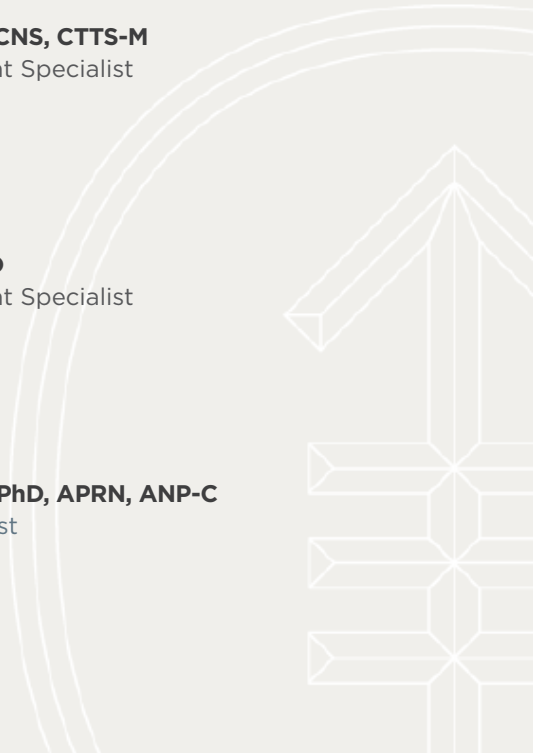 CNS, CTTS-M
t Specialist
t Specialist
PhD, APRN, ANP-C
st